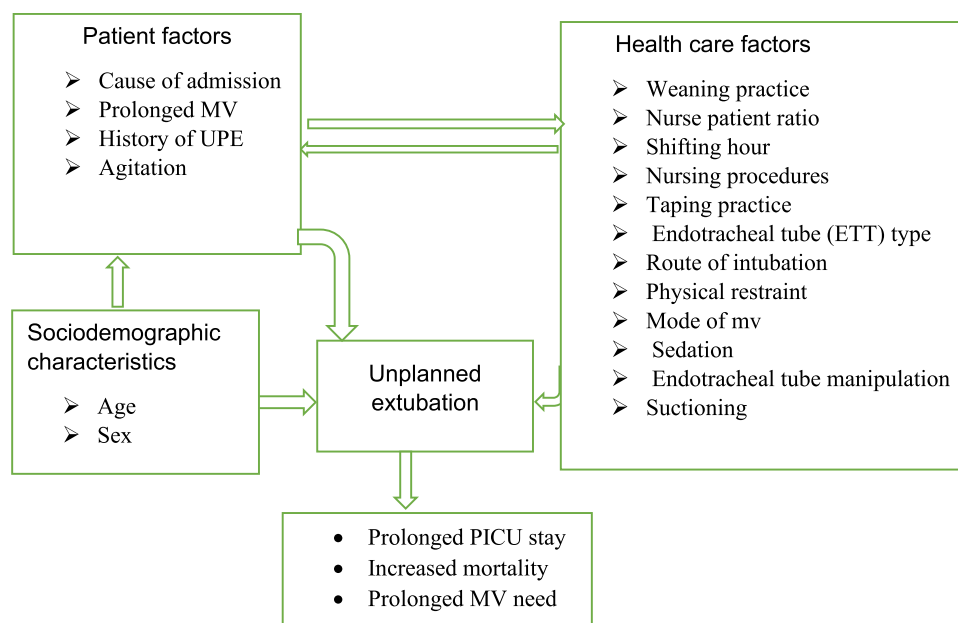 Patient factors
➢ Cause of admission
➢ Prolonged MV
➢ History of UPE
➢ Agitation
Health care factors
➢ Weaning practice
➢ Nurse patient ratio
➢ Shifting hour
➢ Nursing procedures
➢ Taping practice
➢ Endotracheal tube (ETT) type
➢ Route of intubation
➢ Physical restraint
➢ Mode of mv
➢ Sedation
➢ Endotracheal tube manipulation
➢ Suctioning
Sociodemographic
characteristics
➢ Age
➢ Sex
Unplanned
extubation
• Prolonged PICU stay
• Increased mortality
• Prolonged MV need